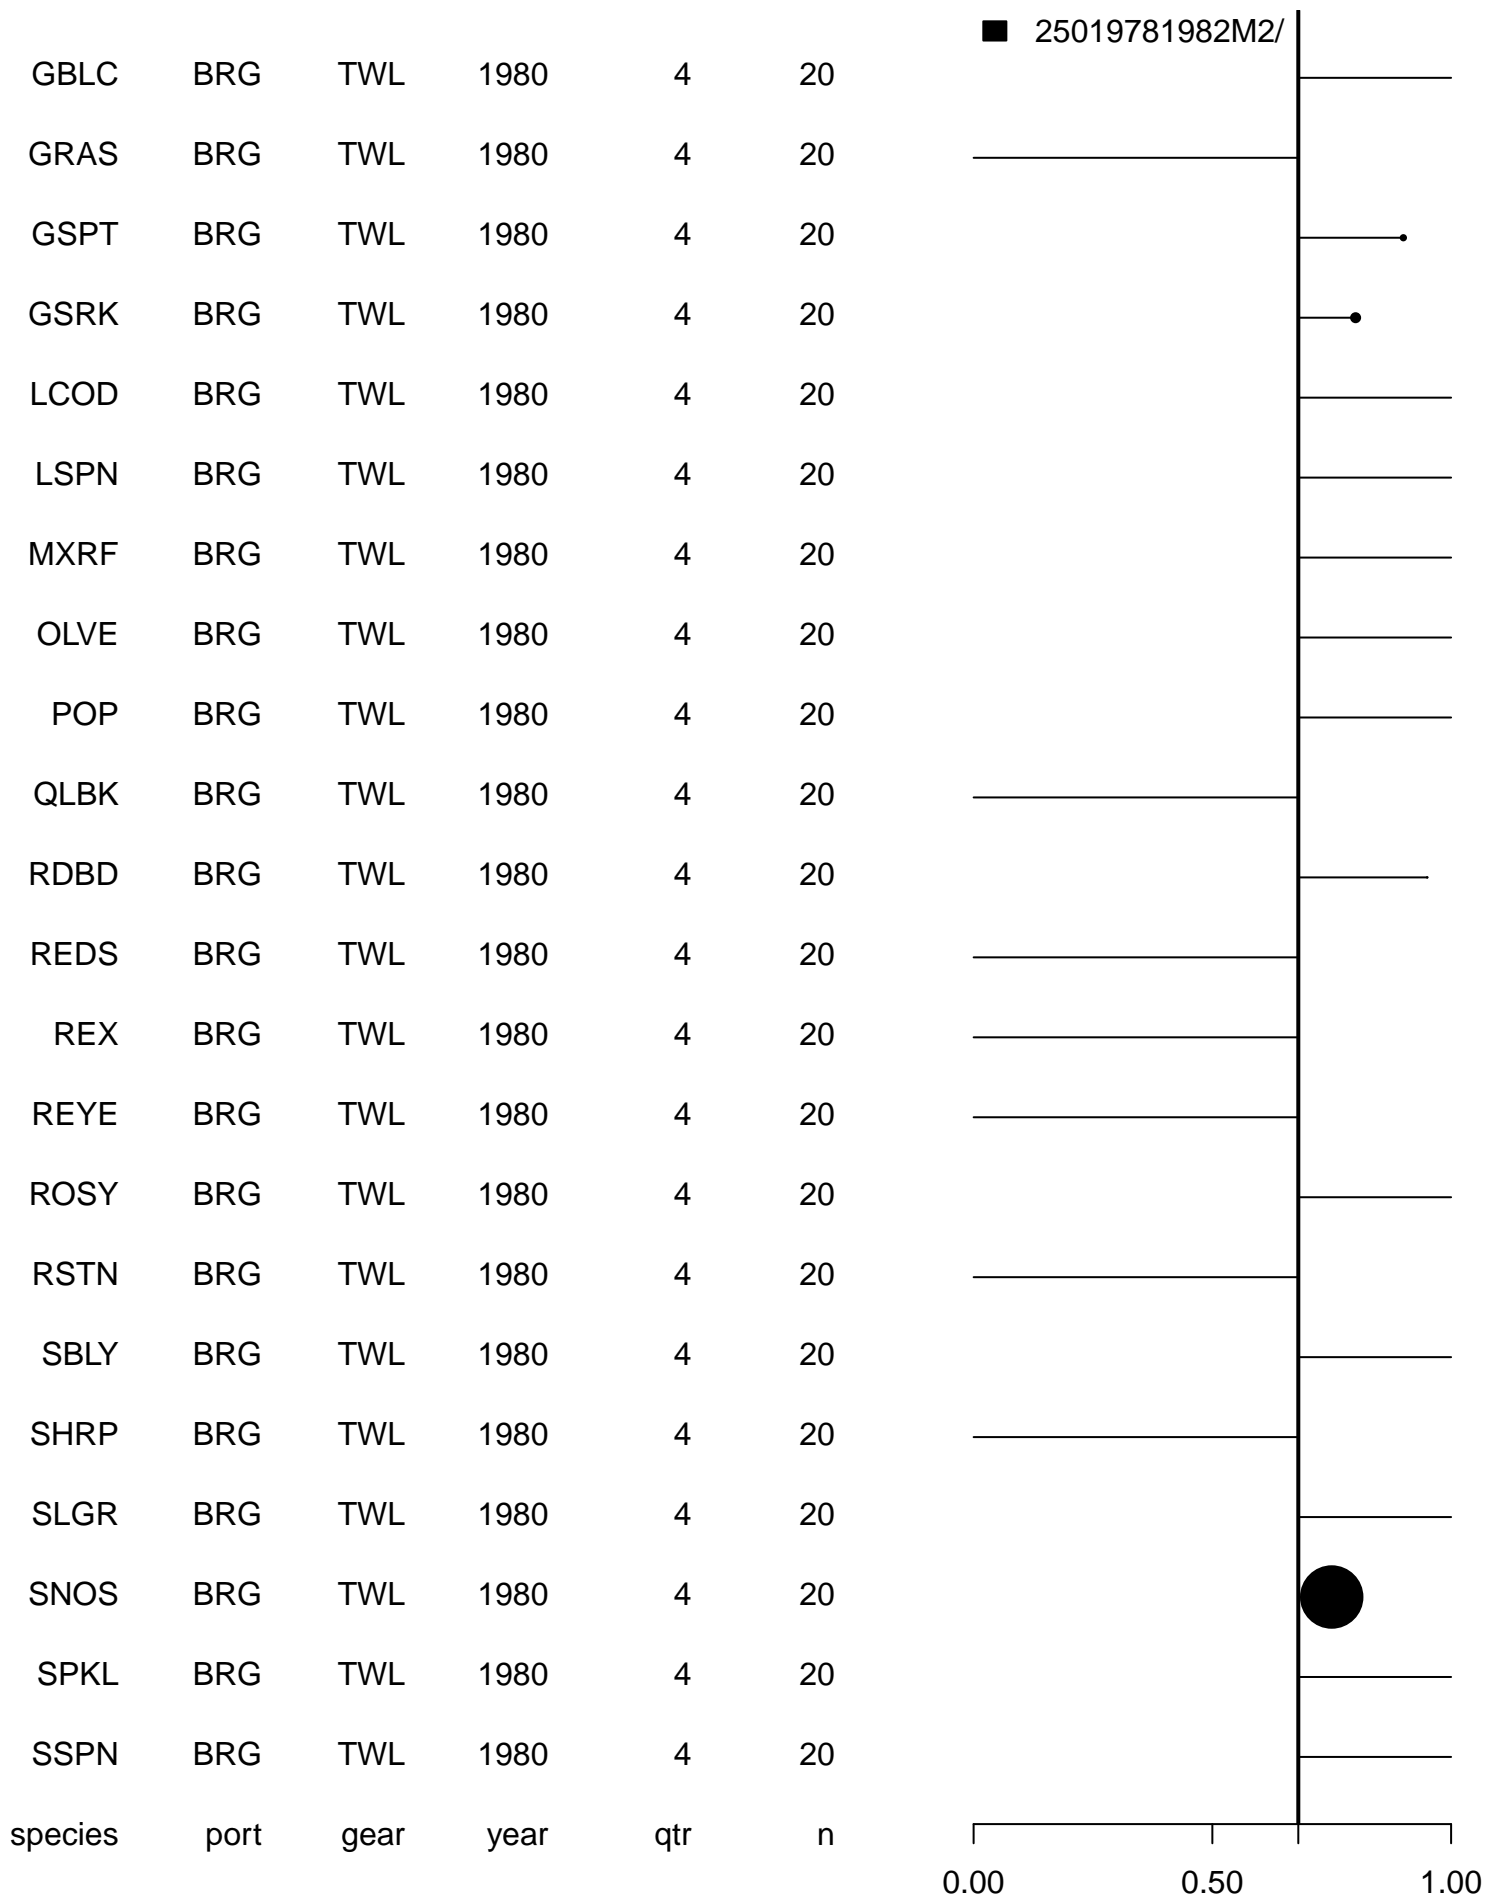 25019781982M2/
GBLC BRG TWL 1980 4 20
GRAS BRG TWL 1980 4 20
GSPT BRG TWL 1980 4 20
GSRK BRG TWL 1980 4 20
LCOD BRG TWL 1980 4 20
LSPN BRG TWL 1980 4 20
MXRF BRG TWL 1980 4 20
OLVE BRG TWL 1980 4 20
POP BRG TWL 1980 4 20
QLBK BRG TWL 1980 4 20
RDBD BRG TWL 1980 4 20
REDS BRG TWL 1980 4 20
REX BRG TWL 1980 4 20
REYE BRG TWL 1980 4 20
ROSY BRG TWL 1980 4 20
RSTN BRG TWL 1980 4 20
SBLY BRG TWL 1980 4 20
SHRP BRG TWL 1980 4 20
SLGR BRG TWL 1980 4 20
SNOS BRG TWL 1980 4 20
SPKL BRG TWL 1980 4 20
SSPN BRG TWL 1980 4 20
species port gear year qtr n
0.00 0.50 1.00